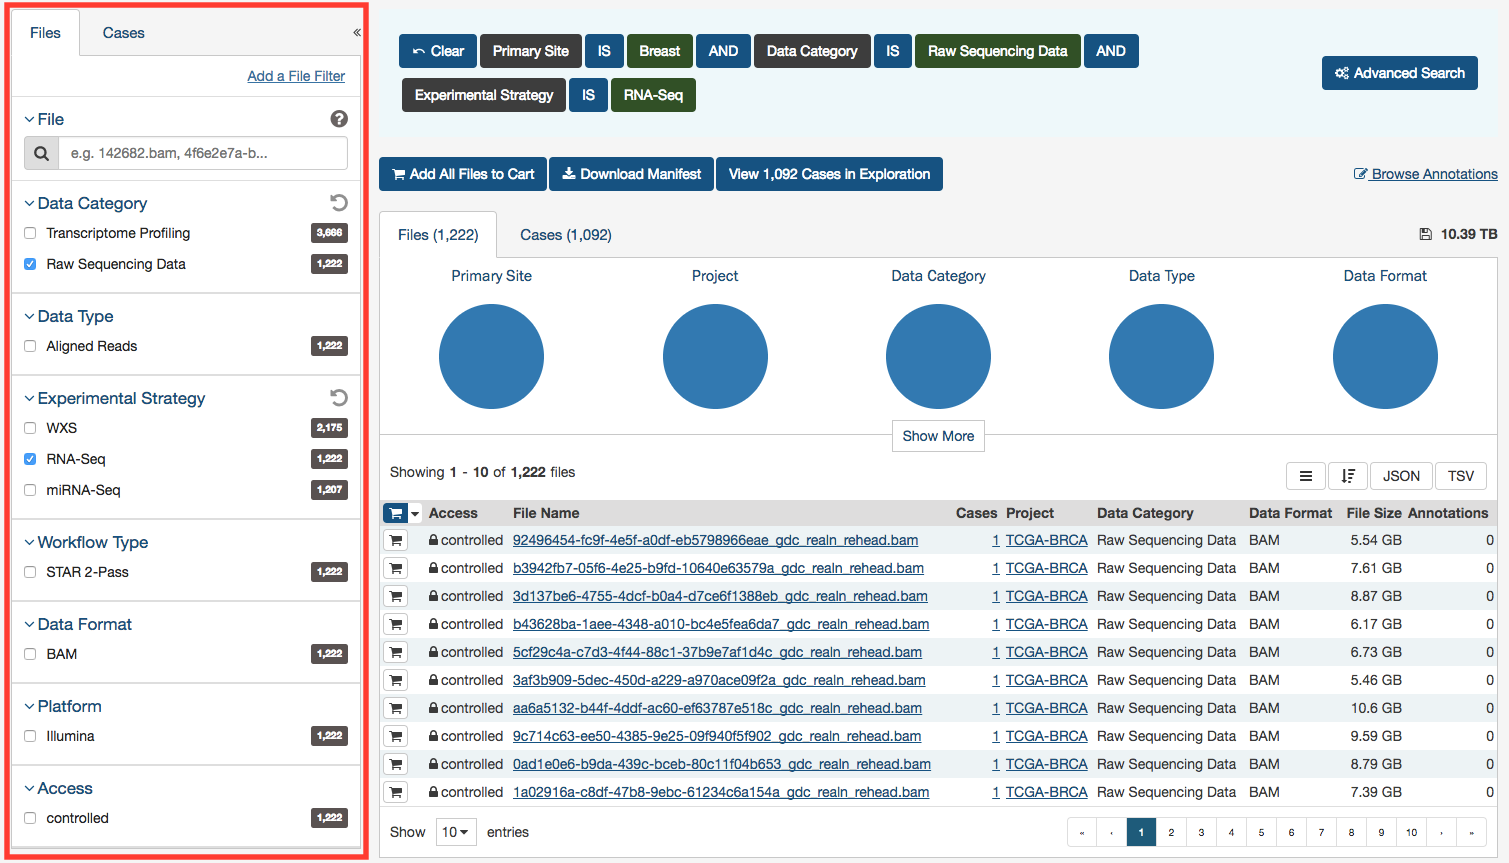 Files Cases «
Add a File Filter
File ?
e.g. 142682.bam, 4f6e2e7a-b...
Data Category
Transcriptome Profiling 3,666
Raw Sequencing Data 1,222
Data Type
Aligned Reads 1,222
Experimental Strategy
WXS 2,175
RNA-Seq 1,222
miRNA-Seq 1,207
Workflow Type
STAR 2-Pass 1,222
Data Format
BAM 1,222
Platform
Illumina 1,222
Access
controlled 1,222
Clear Primary Site IS Breast AND Data Category IS Raw Sequencing Data AND
Experimental Strategy IS RNA-Seq
Advanced Search
Add All Files to Cart Download Manifest View 1,092 Cases in Exploration Browse Annotations
Files (1,222) Cases (1,092) 10.39 TB
Primary Site Project Data Category Data Type Data Format
Show More
Showing 1 - 10 of 1,222 files JSON TSV
Access File Name Cases Project Data Category Data Format File Size Annotations
controlled 92496454-fc9f-4e5f-a0df-eb5798966eae_gdc_realn_rehead.bam 1 TCGA-BRCA Raw Sequencing Data BAM 5.54 GB 0
controlled b3942fb7-05f6-4e25-b9fd-10640e63579a_gdc_realn_rehead.bam 1 TCGA-BRCA Raw Sequencing Data BAM 7.61 GB 0
controlled 3d137be6-4755-4dcf-b0a4-d7ce6f1388eb_gdc_realn_rehead.bam 1 TCGA-BRCA Raw Sequencing Data BAM 8.87 GB 0
controlled b43628ba-1aee-4348-a010-bc4e5fea6da7_gdc_realn_rehead.bam 1 TCGA-BRCA Raw Sequencing Data BAM 6.17 GB 0
controlled 5cf29c4a-c7d3-4f44-88c1-37b9e7af1d4c_gdc_realn_rehead.bam 1 TCGA-BRCA Raw Sequencing Data BAM 6.73 GB 0
controlled 3af3b909-5dec-450d-a229-a970ace09f2a_gdc_realn_rehead.bam 1 TCGA-BRCA Raw Sequencing Data BAM 5.46 GB 0
controlled aa6a5132-b44f-4ddf-ac60-ef63787e518c_gdc_realn_rehead.bam 1 TCGA-BRCA Raw Sequencing Data BAM 10.6 GB 0
controlled 9c714c63-ee50-4385-9e25-09f940f5f902_gdc_realn_rehead.bam 1 TCGA-BRCA Raw Sequencing Data BAM 9.59 GB 0
controlled 0ad1e0e6-b9da-439c-bceb-80c11f04b653_gdc_realn_rehead.bam 1 TCGA-BRCA Raw Sequencing Data BAM 8.79 GB 0
controlled 1a02916a-c8df-47b8-9ebc-61234c6a154a_gdc_realn_rehead.bam 1 TCGA-BRCA Raw Sequencing Data BAM 7.39 GB 0
Show 10 entries « ‹ 1 2 3 4 5 6 7 8 9 10 › »